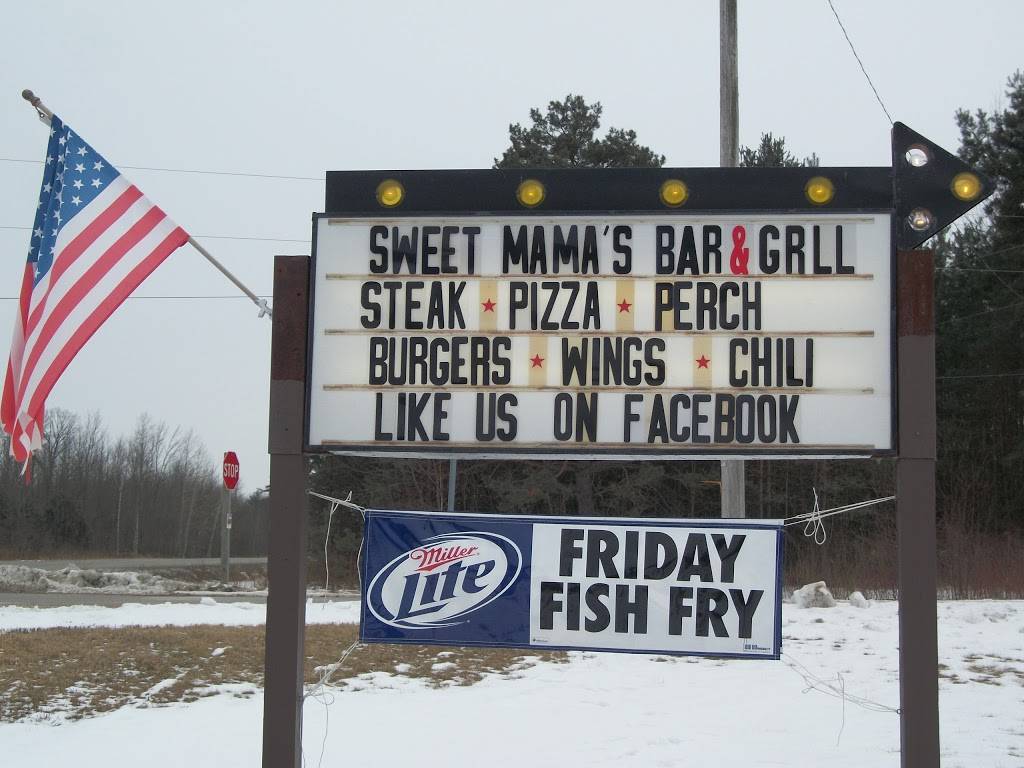 SWEET MAMA'S BAR & GRLL
STEAK ★ PIZZA ★ PERCH
BURGERS ★ WINGS ★ CHILI
LIKE US ON FACEBOOK
STOP
Miller
Lite
FRIDAY
FISH FRY